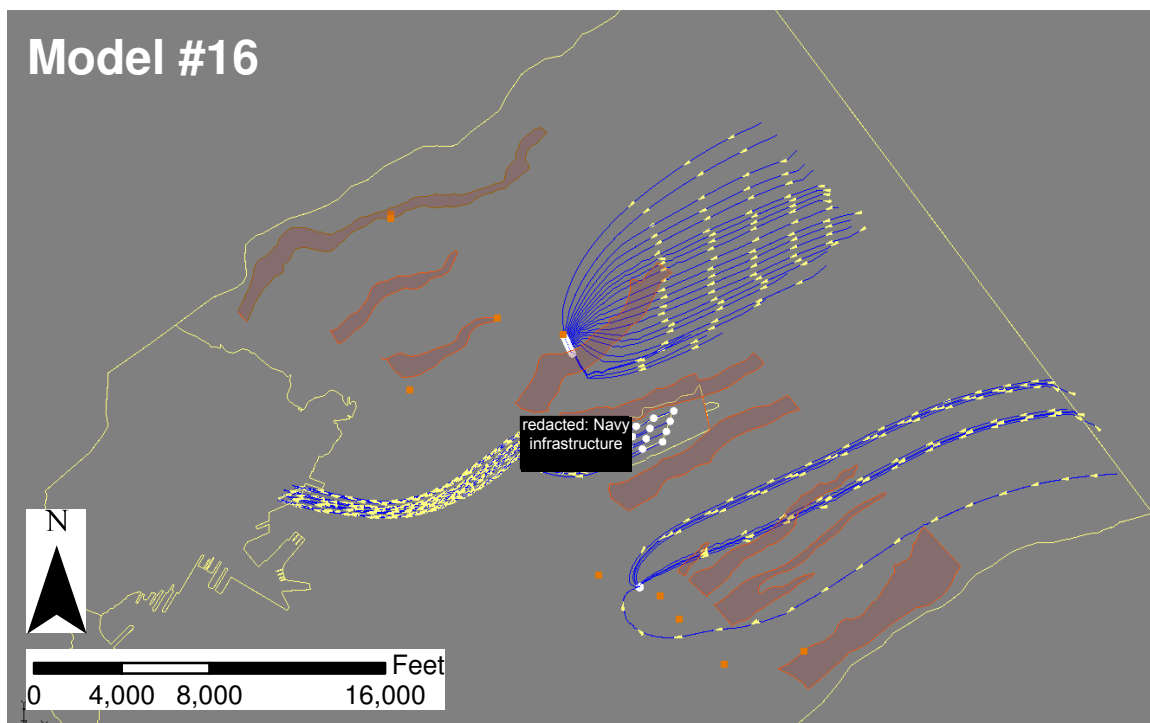 Model #16
redacted: Navy
infrastructure
N
Feet
0 4,000 8,000 16,000